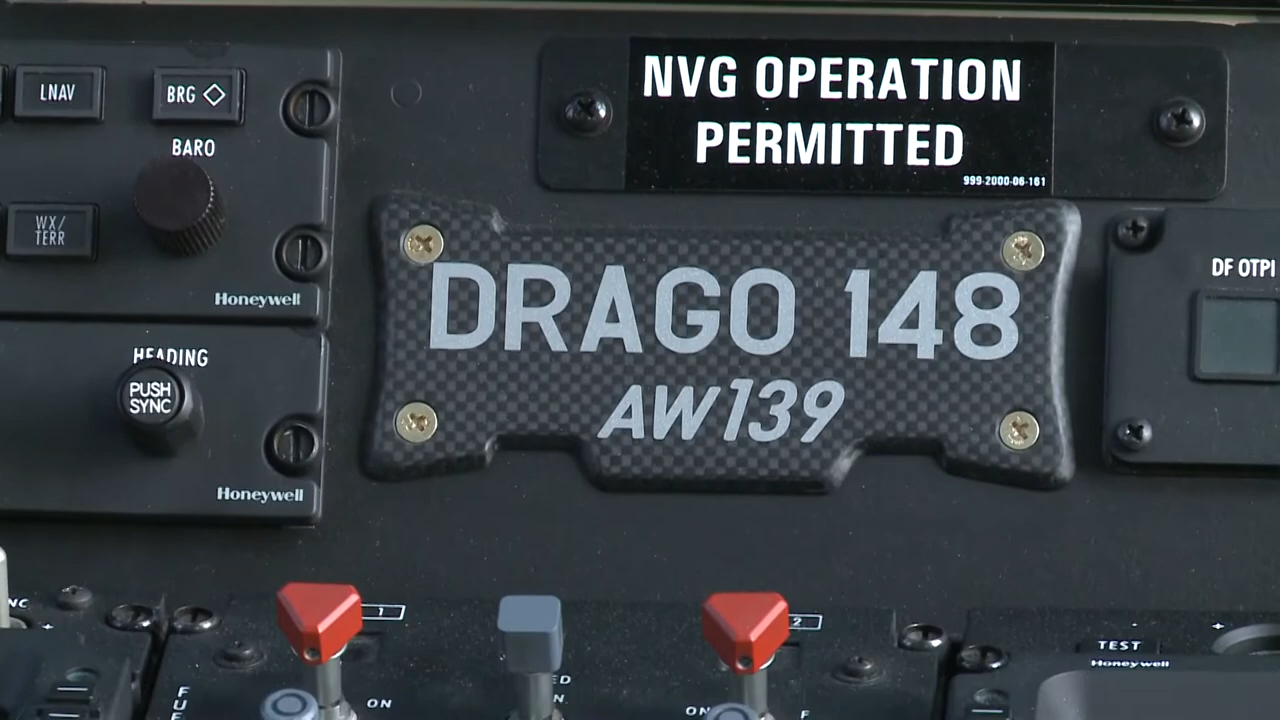 LNAV
BRG
BARO
WX/
TERR
Honeywell
HEADING
PUSH
SYNC
Honeywell
NVG OPERATION
PERMITTED
999-2000-06-161
DRAGO 148
AW139
DF OTPI
1
2
ON
ON
TEST
Honeywell